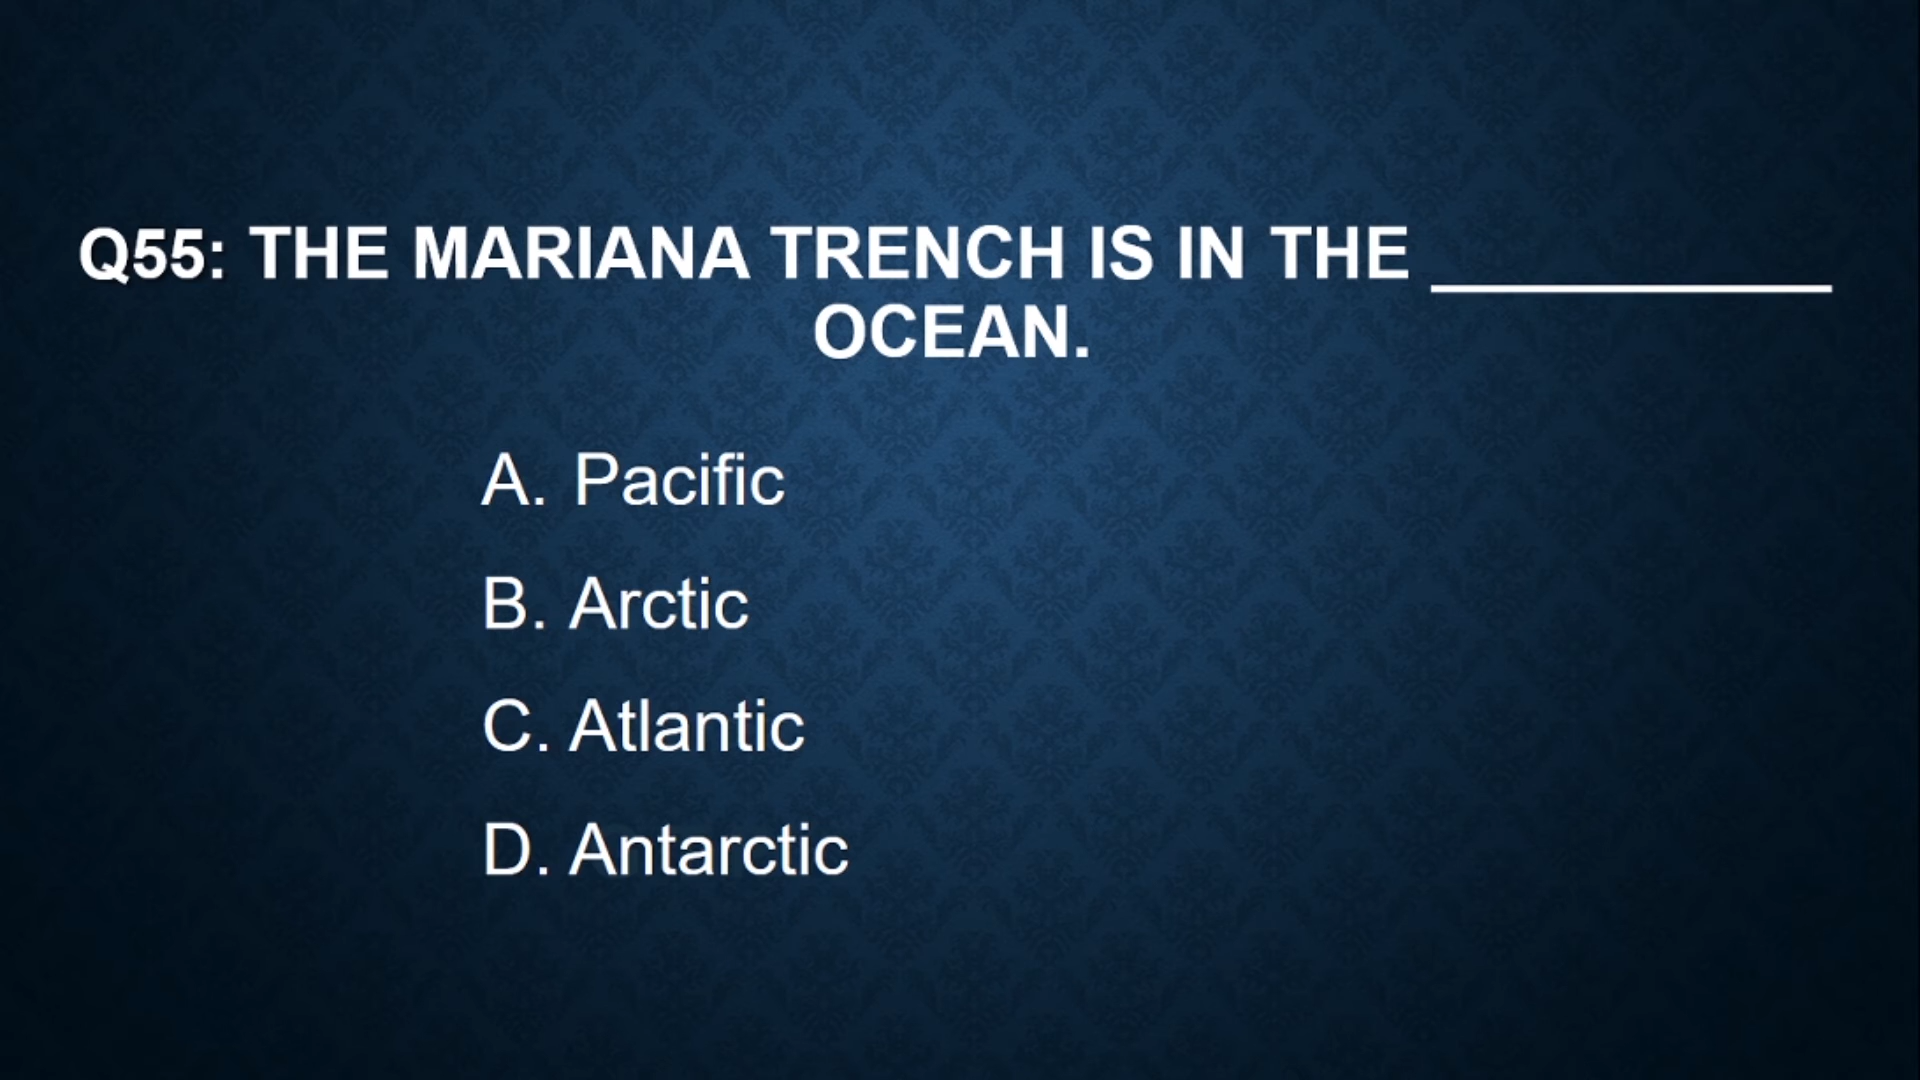 Q55: THE MARIANA TRENCH IS IN THE ___________
OCEAN.
A. Pacific
B. Arctic
C. Atlantic
D. Antarctic